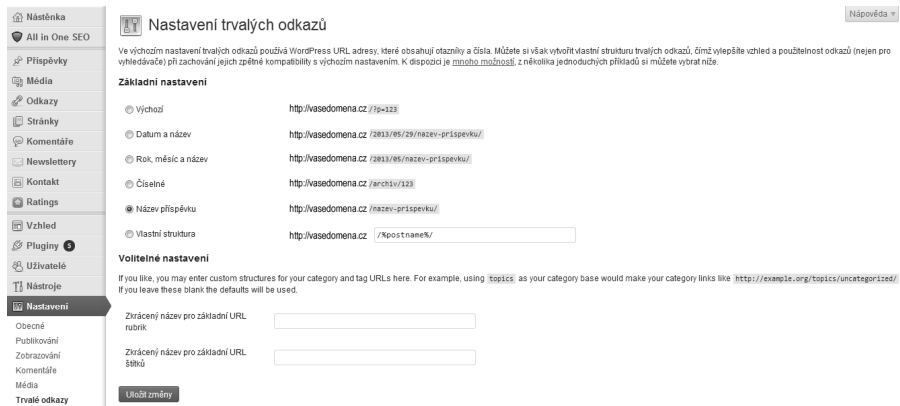 Nástěnka
All in One SEO
Příspěvky
Média
Odkazy
Stránky
Komentáře
Newslettery
Kontakt
Ratings
Vzhled
Pluginy 5
Uživatelé
Nástroje
Nastavení
Obecné
Publikování
Zobrazování
Komentáře
Média
Trvalé odkazy
Nápověda
Nastavení trvalých odkazů
Ve výchozím nastavení trvalých odkazů používá WordPress URL adresy, které obsahují otazníky a čísla. Můžete si však vytvořit vlastní strukturu trvalých odkazů, čímž vylepšíte vzhled a použitelnost odkazů (nejen pro
vyhledávače) při zachování jejich zpětné kompatibility s výchozím nastavením. K dispozici je mnoho možností, z několika jednoduchých příkladů si můžete vybrat níže.
Základní nastavení
Výchozí http://vasedomena.cz /?p=123
Datum a název http://vasedomena.cz /2013/05/29/nazev-prispevku/
Rok, měsíc a název http://vasedomena.cz /2013/05/nazev-prispevku/
Číselné http://vasedomena.cz /archiv/123
Název příspěvku http://vasedomena.cz /nazev-prispevku/
Vlastní struktura http://vasedomena.cz /%postname%/
Volitelné nastavení
If you like, you may enter custom structures for your category and tag URLs here. For example, using topics as your category base would make your category links like http://example.org/topics/uncategorized/
If you leave these blank the defaults will be used.
Zkrácený název pro základní URL
rubrik
Zkrácený název pro základní URL
štítků
Uložit změny